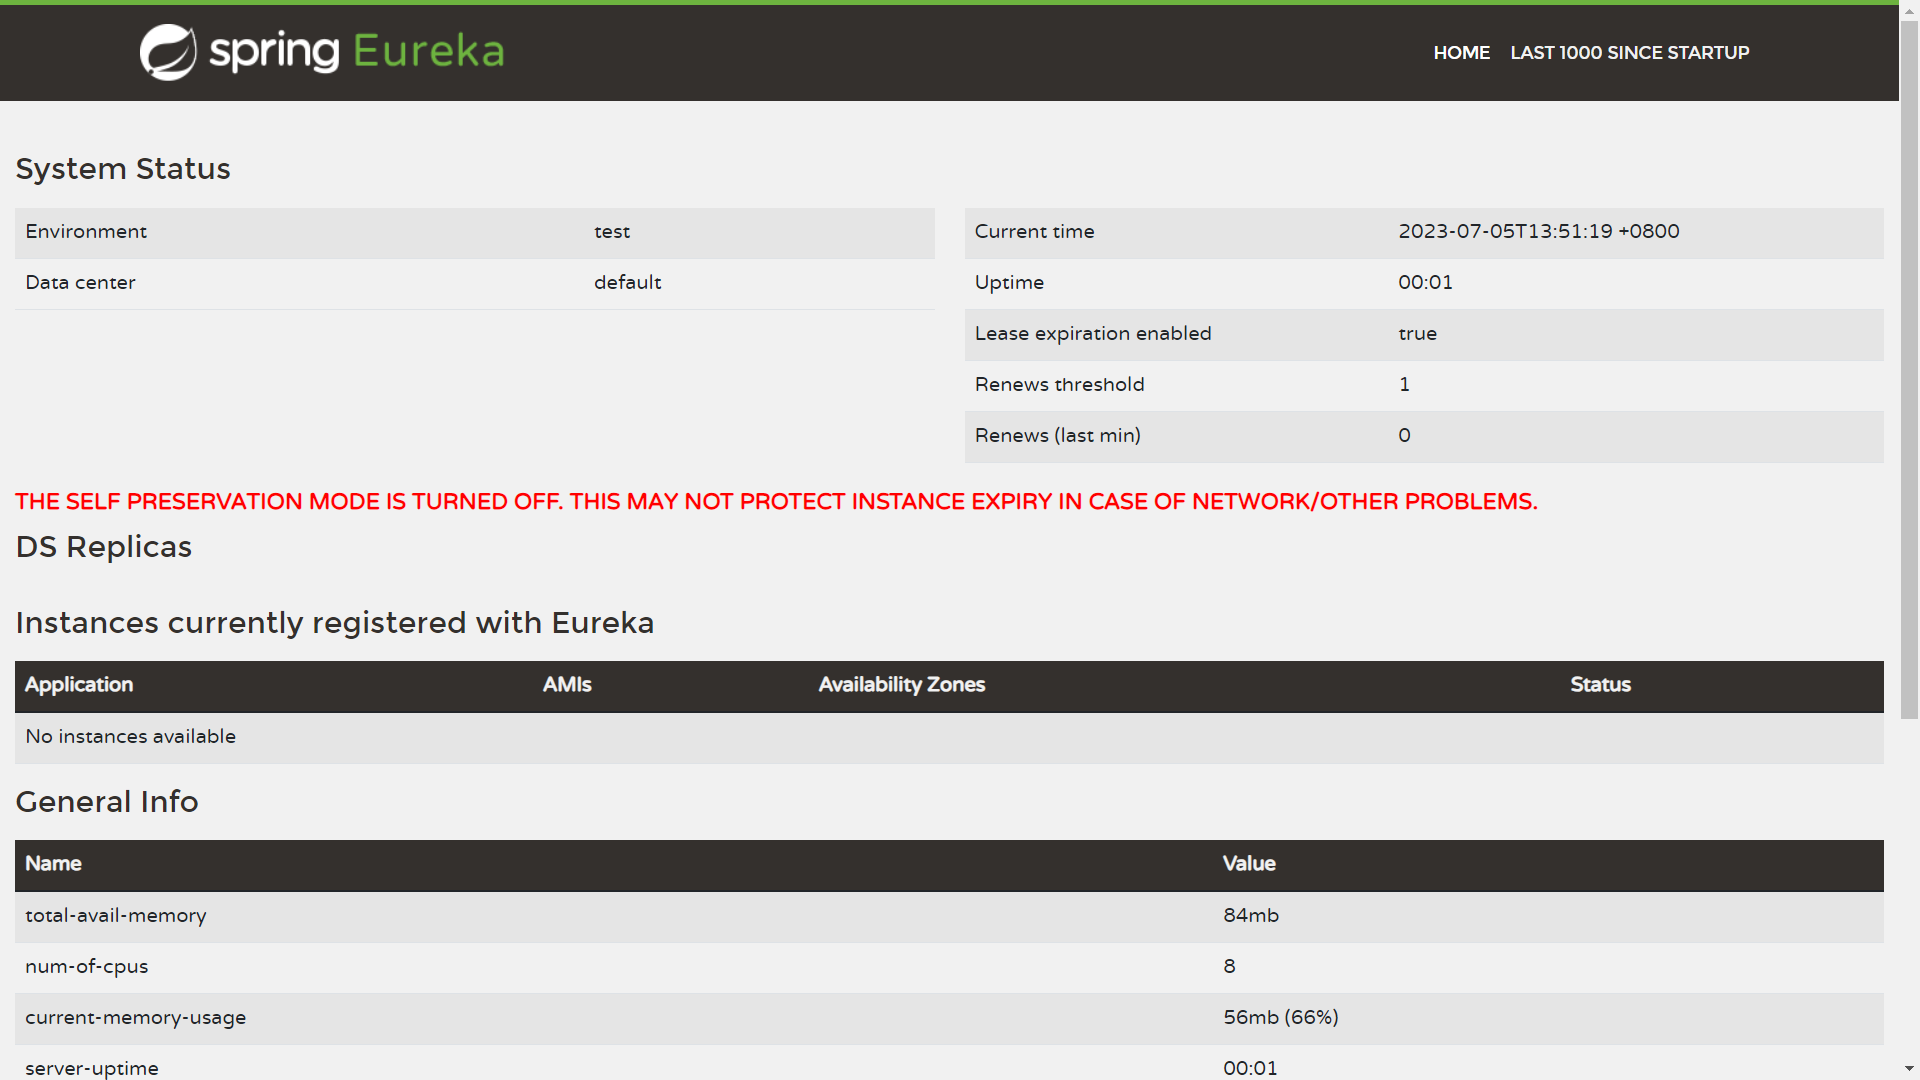 spring Eureka
HOME LAST 1000 SINCE STARTUP
System Status
Environment test
Data center default
Current time 2023-07-05T13:51:19 +0800
Uptime 00:01
Lease expiration enabled true
Renews threshold 1
Renews (last min) 0
THE SELF PRESERVATION MODE IS TURNED OFF. THIS MAY NOT PROTECT INSTANCE EXPIRY IN CASE OF NETWORK/OTHER PROBLEMS.
DS Replicas
Instances currently registered with Eureka
Application AMIs Availability Zones Status
No instances available
General Info
Name Value
total-avail-memory 84mb
num-of-cpus 8
current-memory-usage 56mb (66%)
server-uptime 00:01